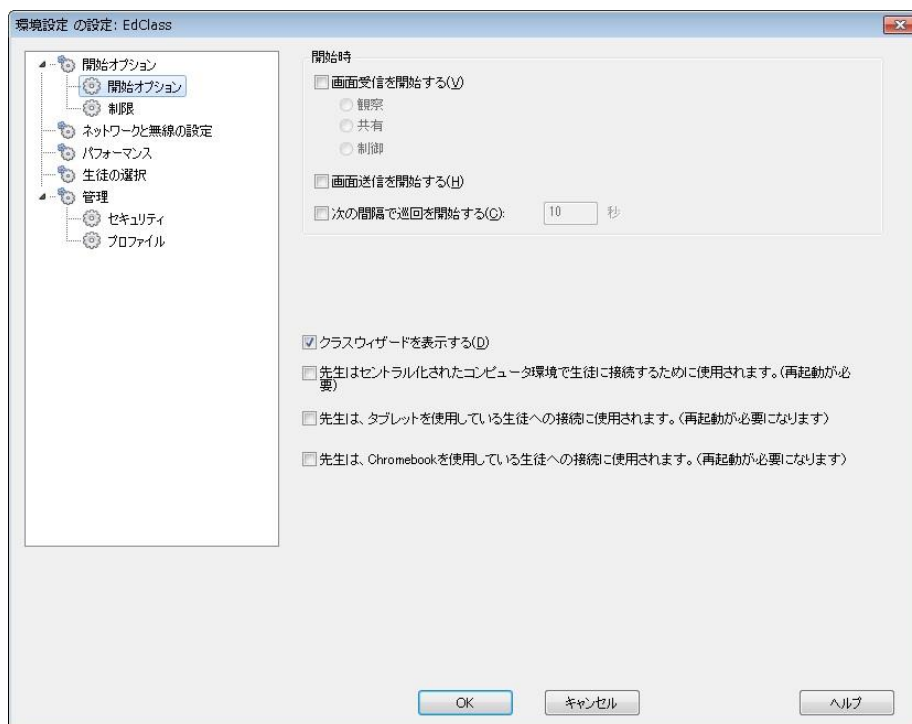 環境設定 の設定: EdClass
開始オプション
開始オプション
制限
ネットワークと無線の設定
パフォーマンス
生徒の選択
管理
セキュリティ
プロファイル
開始時
画面受信を開始する(V)
観察
共有
制御
画面送信を開始する(H)
次の間隔で巡回を開始する(C): 10 秒
クラスウィザードを表示する(D)
先生はセントラル化されたコンピュータ環境で生徒に接続するために使用されます。(再起動が必
要)
先生は、タブレットを使用している生徒への接続に使用されます。(再起動が必要になります)
先生は、Chromebookを使用している生徒への接続に使用されます。(再起動が必要になります)
OK キャンセル ヘルプ